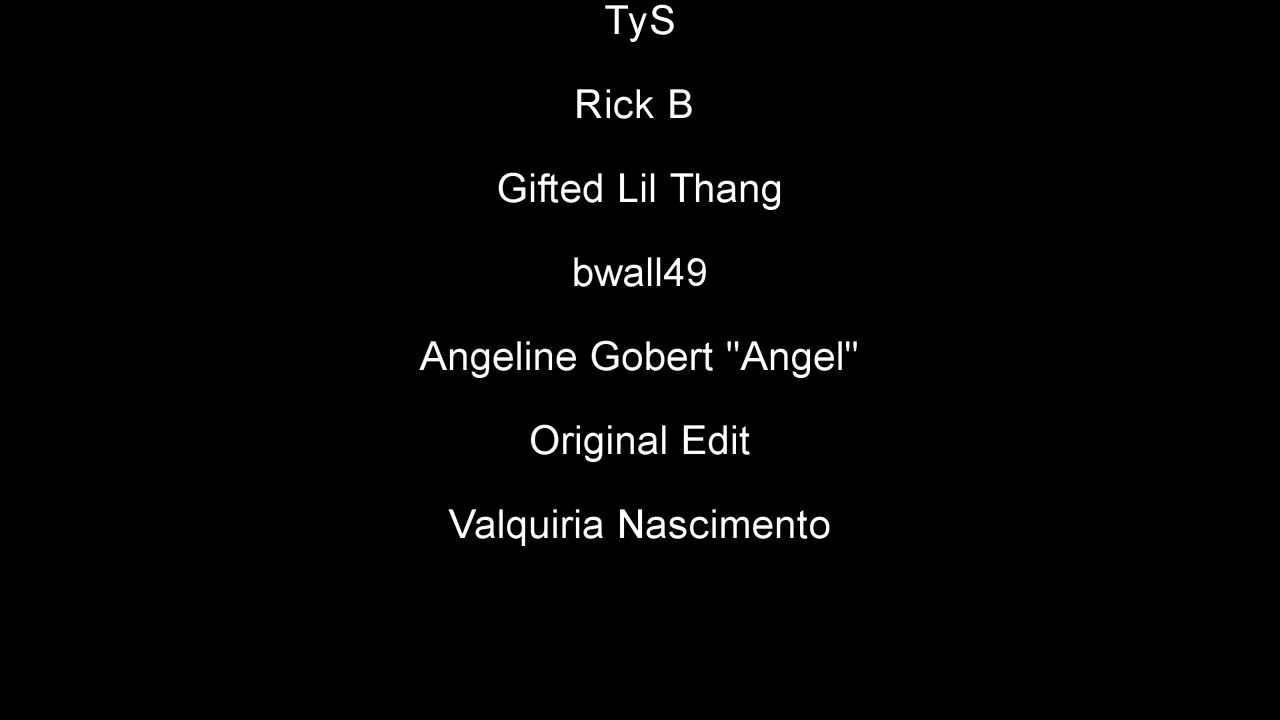 TyS
Rick B
Gifted Lil Thang
bwall49
Angeline Gobert "Angel"
Original Edit
Valquiria Nascimento